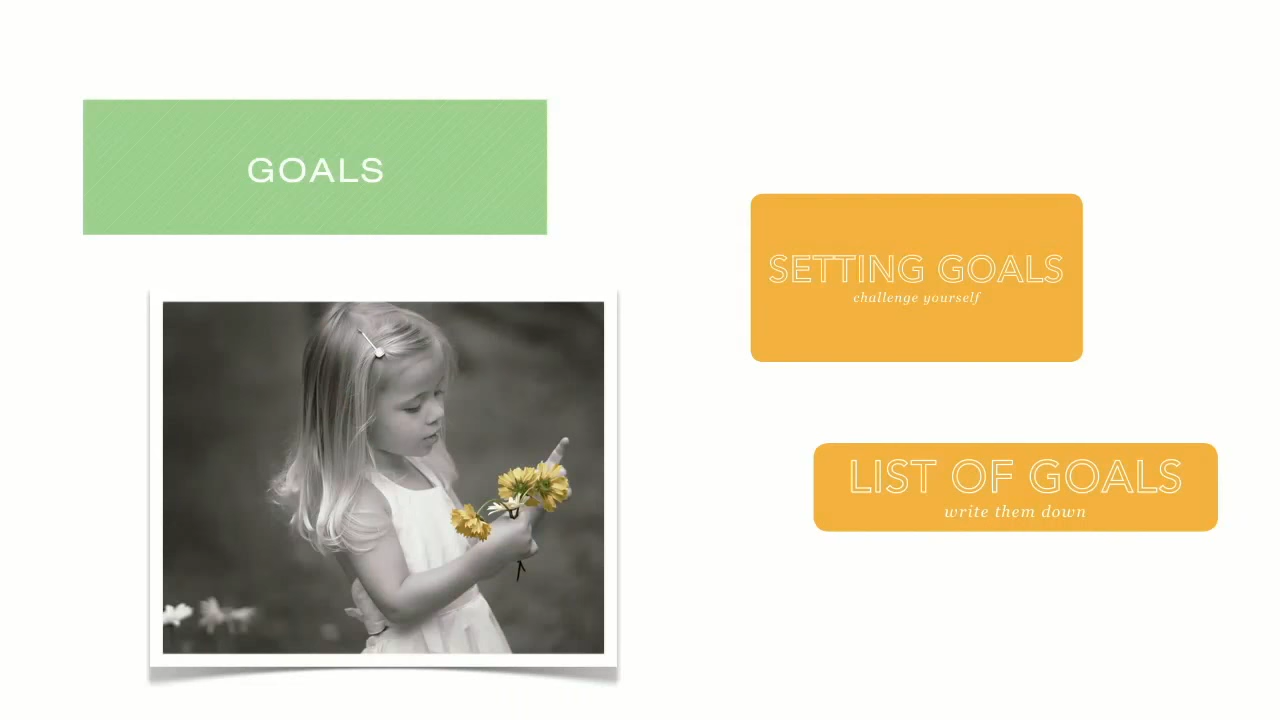 GOALS
SETTING GOALS
challenge yourself
LIST OF GOALS
write them down